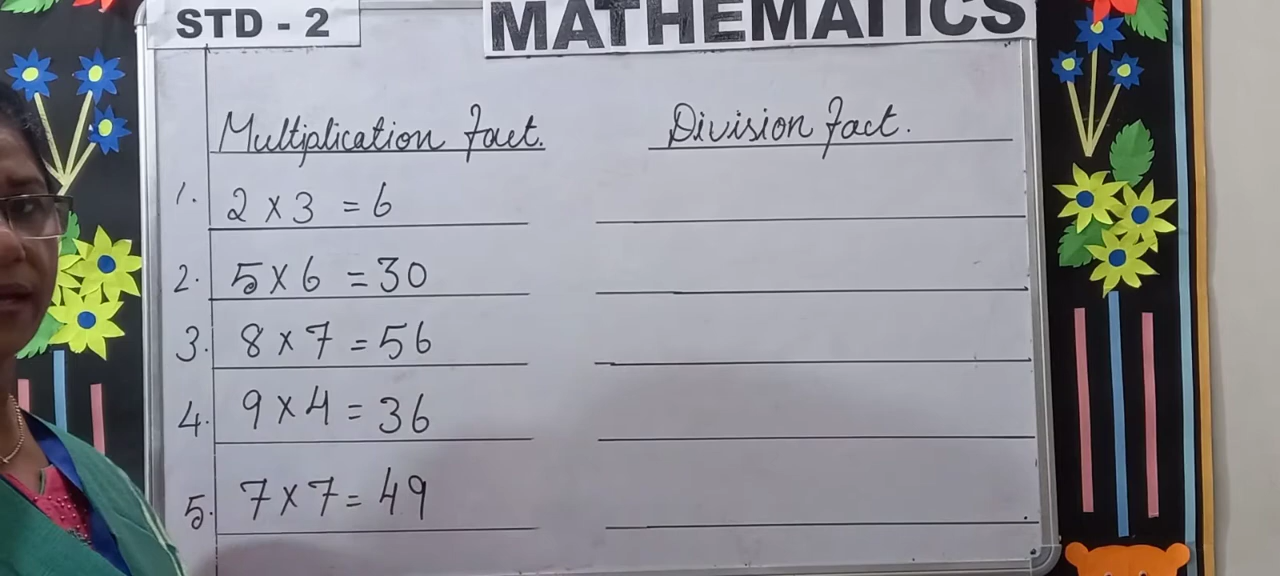 STD - 2
MATHEMATICS
Multiplication fact.
Division fact.
1. 2 × 3 = 6
2. 5 × 6 = 30
3. 8 × 7 = 56
4. 9 × 4 = 36
5. 7 × 7 = 49